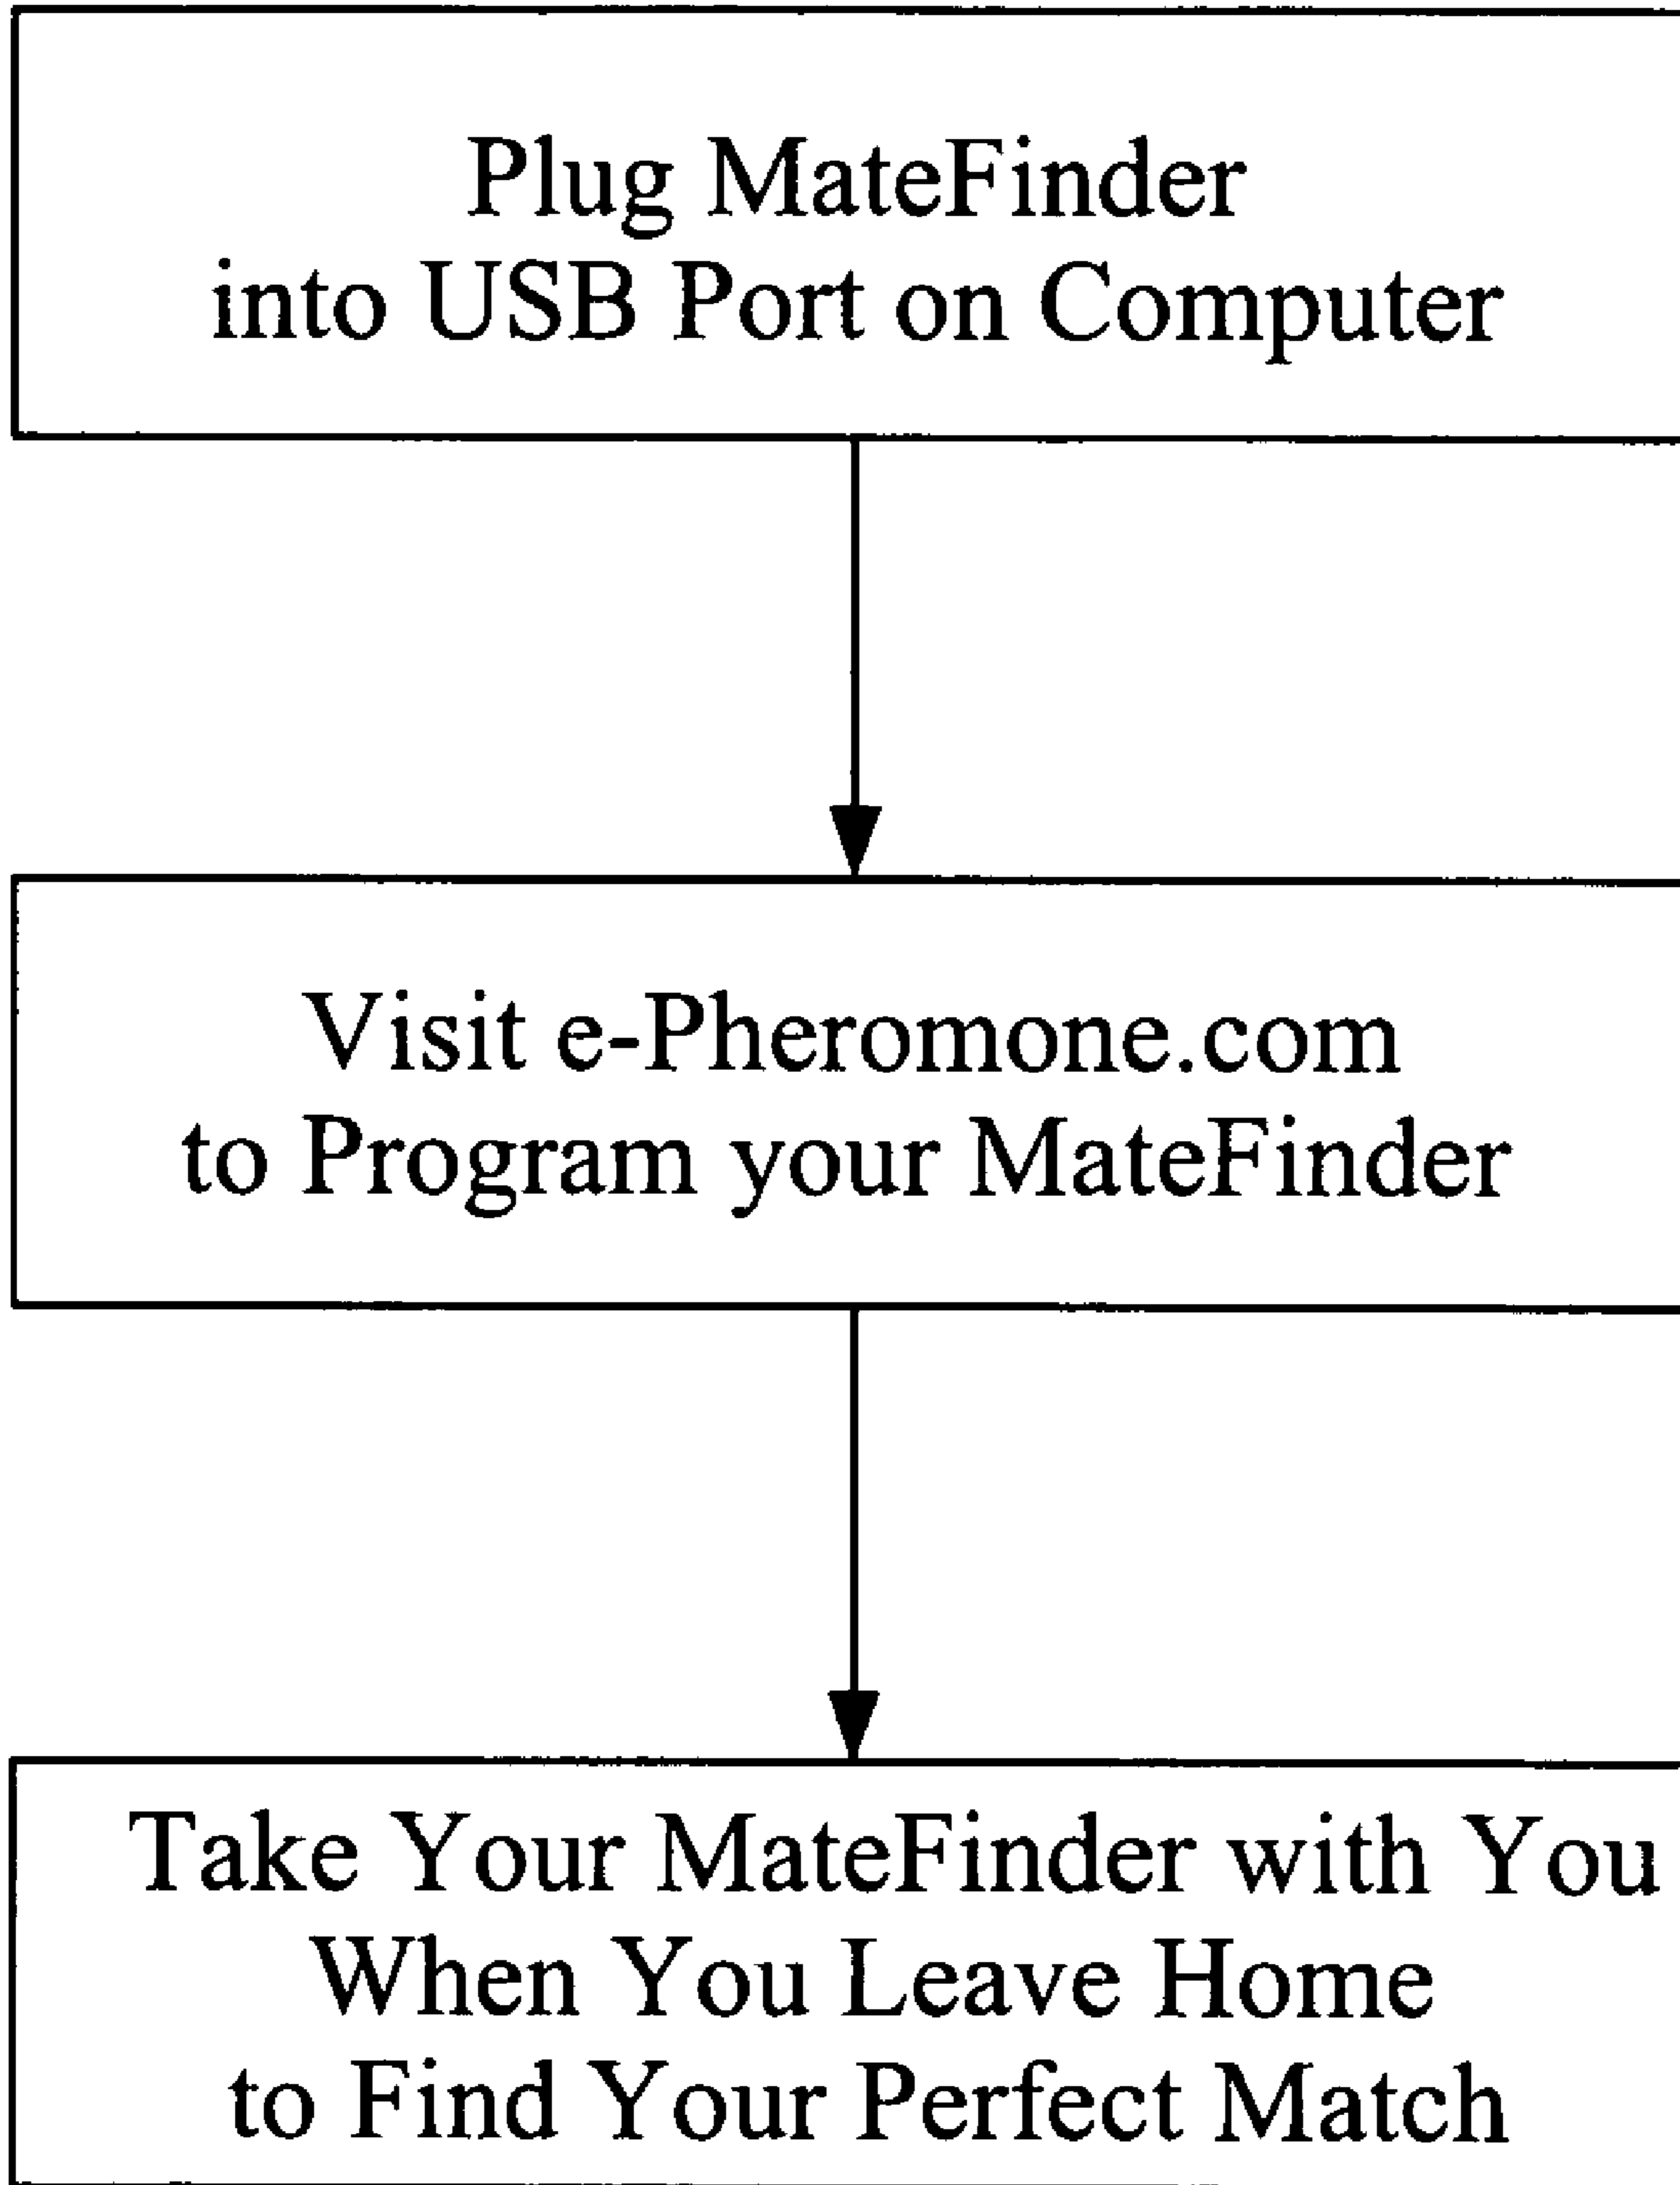 Plug MateFinder
into USB Port on Computer
Visit e-Pheromone.com
to Program your MateFinder
Take Your MateFinder with You
When You Leave Home
to Find Your Perfect Match